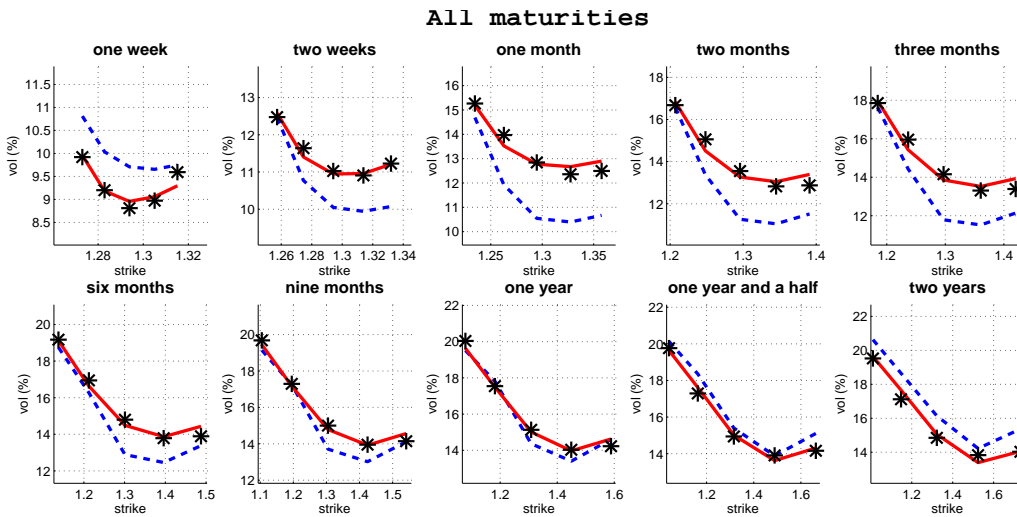 All maturities
one week
two weeks
one month
two months
three months
vol (%)
11.5
11
10.5
10
9.5
9
8.5
1.28
1.3
1.32
strike
vol (%)
13
12
11
10
1.26
1.28
1.3
1.32
1.34
strike
vol (%)
16
15
14
13
12
11
10
1.25
1.3
1.35
strike
vol (%)
18
16
14
12
1.2
1.3
1.4
strike
vol (%)
18
16
14
12
1.2
1.3
1.4
strike
six months
nine months
one year
one year and a half
two years
vol (%)
20
18
16
14
12
1.2
1.3
1.4
1.5
strike
vol (%)
20
18
16
14
12
1.1
1.2
1.3
1.4
1.5
strike
vol (%)
22
20
18
16
14
12
1.2
1.4
1.6
strike
vol (%)
22
20
18
16
14
1.2
1.4
1.6
strike
vol (%)
22
20
18
16
14
12
1.2
1.4
1.6
strike